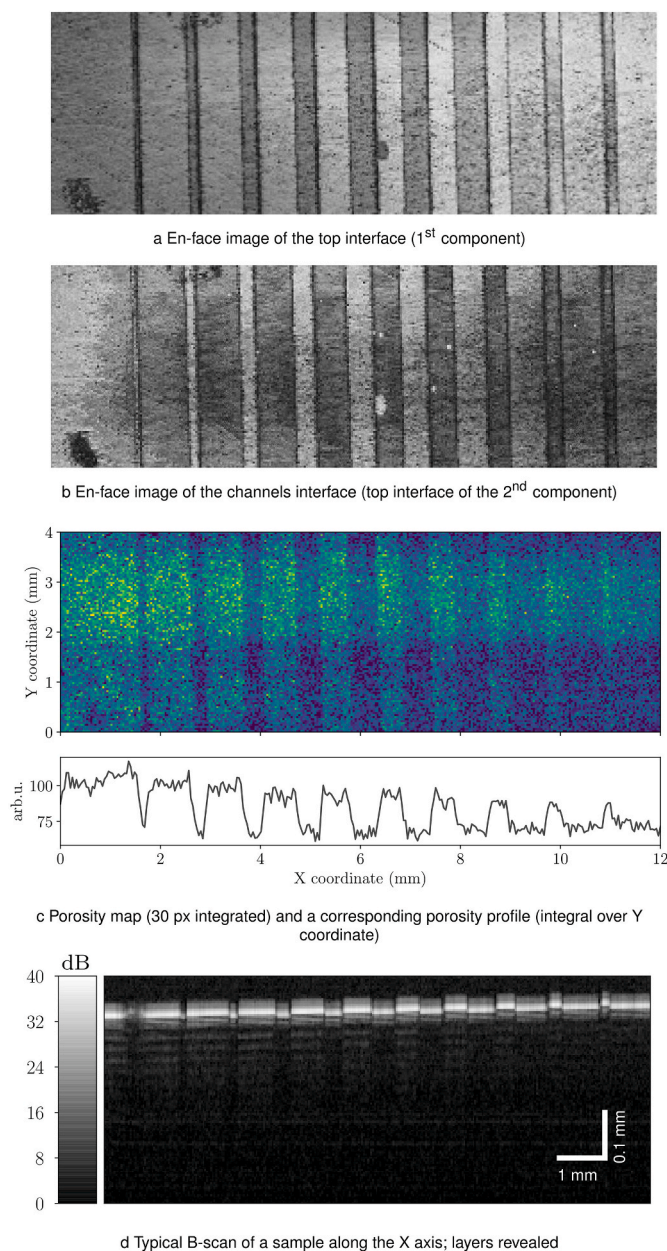 a En-face image of the top interface (1st component)
b En-face image of the channels interface (top interface of the 2nd component)
4
3
2
1
0
Y coordinate (mm)
100
75
arb.u.
0 2 4 6 8 10 12
X coordinate (mm)
c Porosity map (30 px integrated) and a corresponding porosity profile (integral over Y
coordinate)
dB
40
32
24
16
8
0
0.1 mm
1 mm
d Typical B-scan of a sample along the X axis; layers revealed